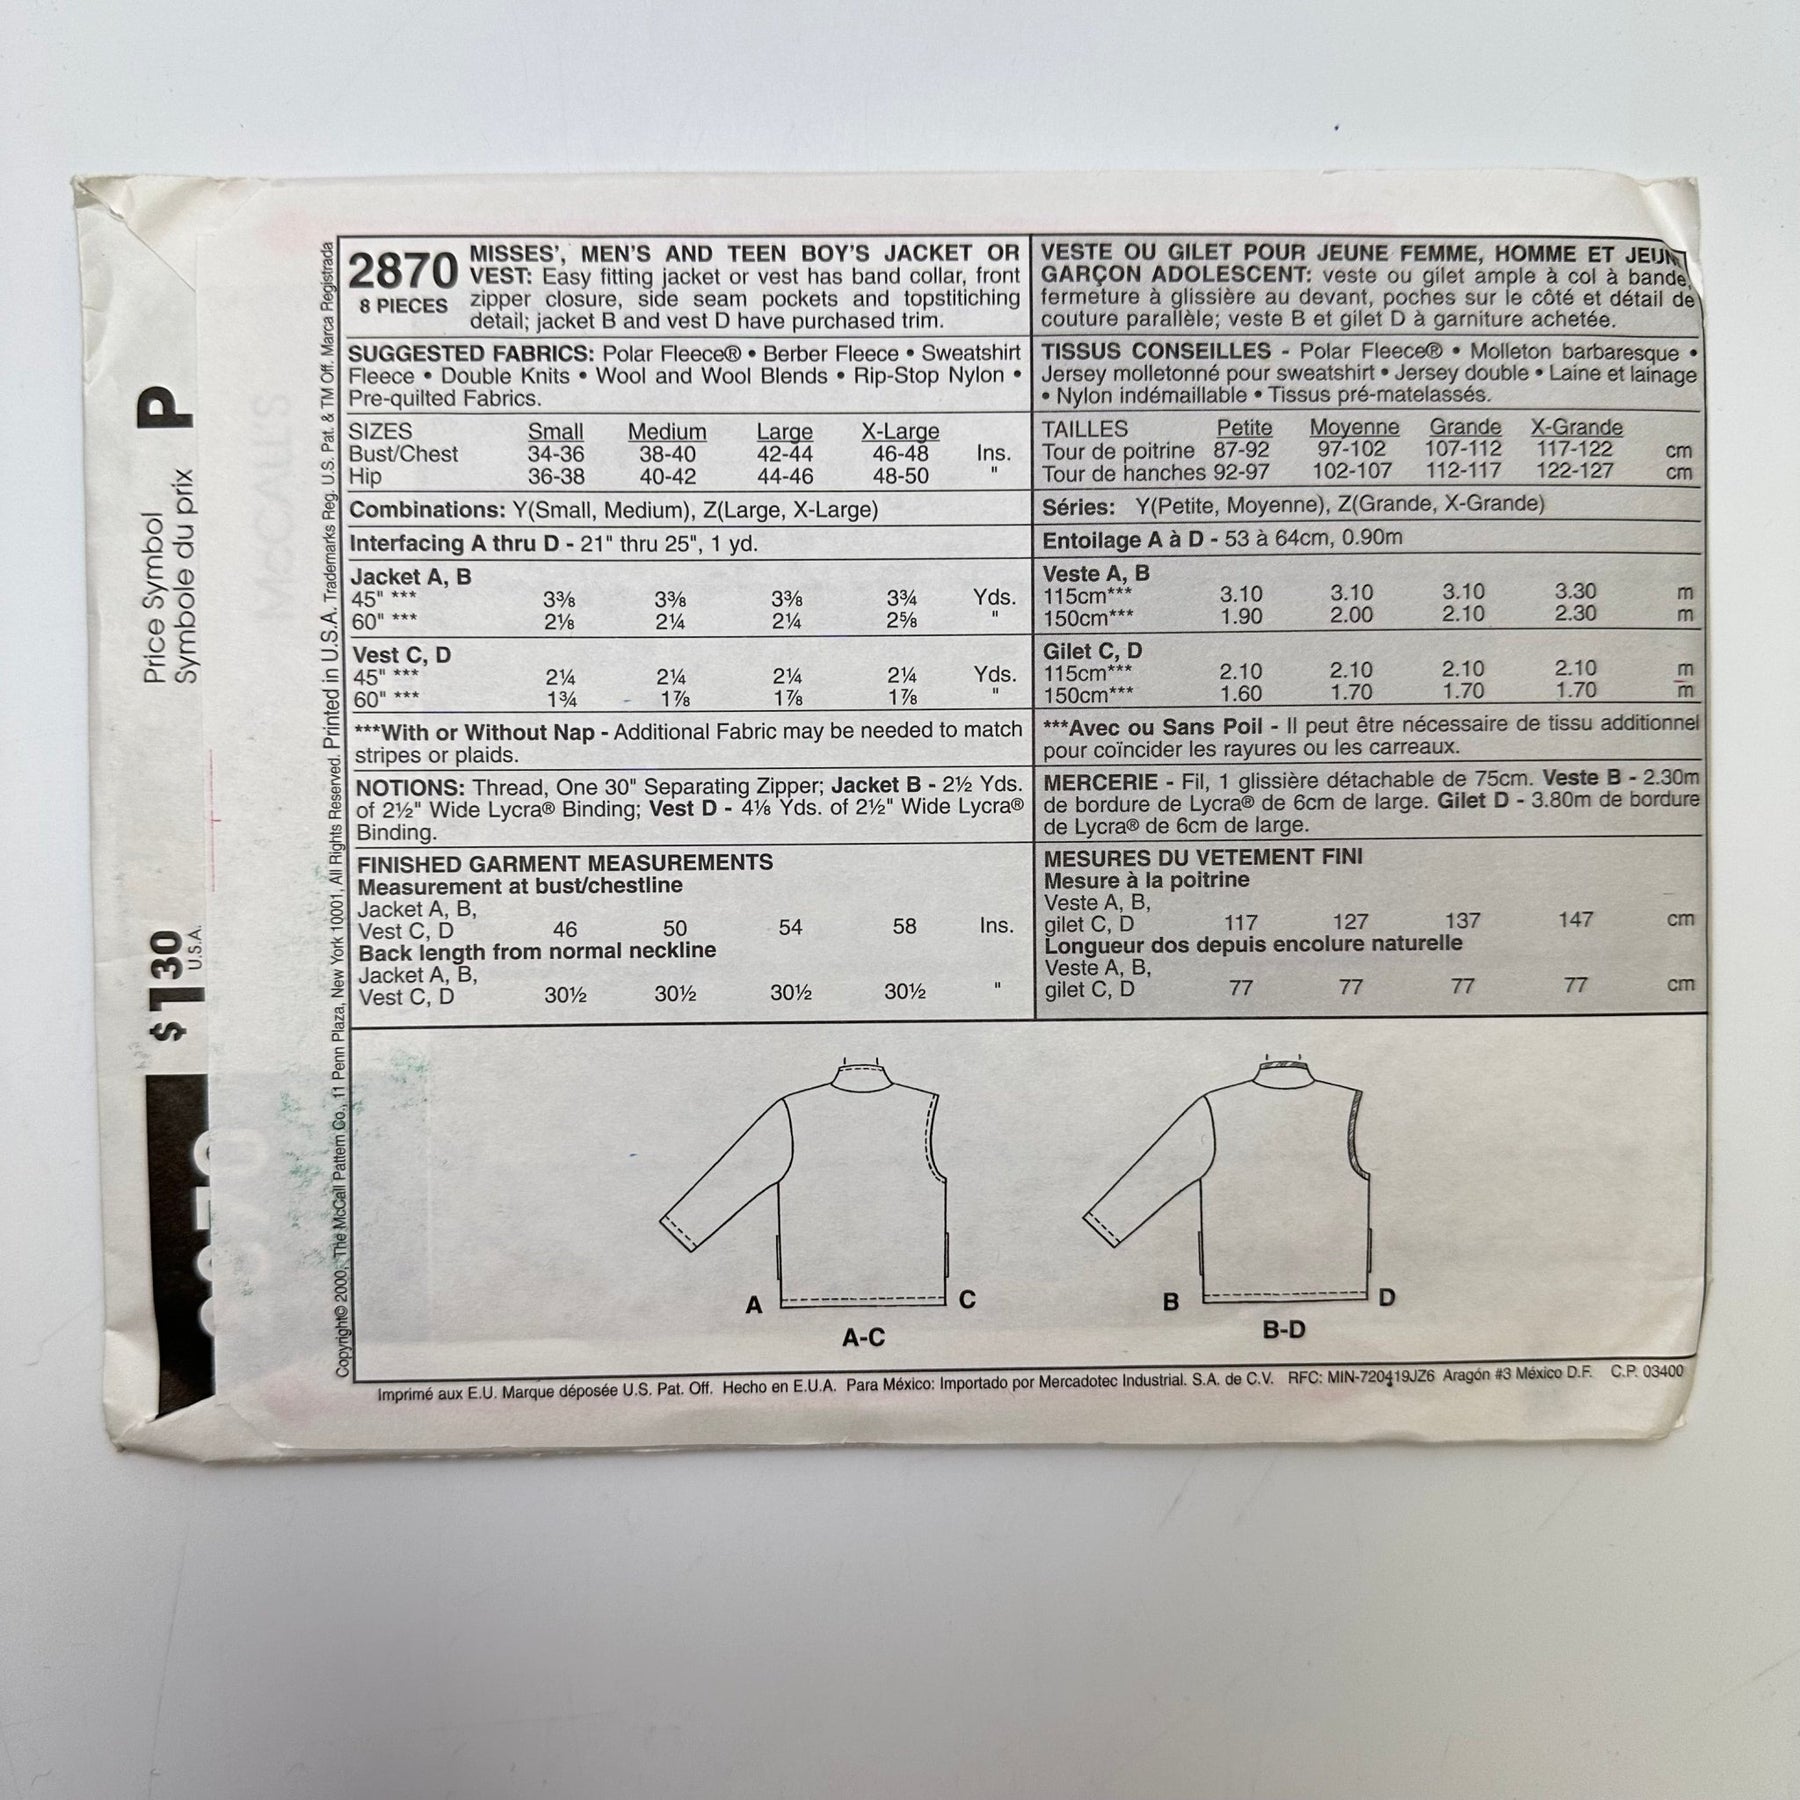 Price Symbol
Symbole du prix
P
$1.30
U.S.A.
Copyright© 2000, The McCall Pattern Co., 11 Penn Plaza, New York 10001. All Rights Reserved. Printed in U.S.A. Trademarks Reg. U.S. Pat. & TM Off. Marca Registrada
2870
8 PIECES
MISSES', MEN'S AND TEEN BOY'S JACKET OR
VEST: Easy fitting jacket or vest has band collar, front
zipper closure, side seam pockets and topstitiching
detail; jacket B and vest D have purchased trim.
SUGGESTED FABRICS: Polar Fleece® • Berber Fleece • Sweatshirt
Fleece • Double Knits • Wool and Wool Blends • Rip-Stop Nylon •
Pre-quilted Fabrics.
SIZES Small Medium Large X-Large
Bust/Chest 34-36 38-40 42-44 46-48 Ins.
Hip 36-38 40-42 44-46 48-50 "
Combinations: Y(Small, Medium), Z(Large, X-Large)
Interfacing A thru D - 21" thru 25", 1 yd.
Jacket A, B
45" *** 3⅜ 3⅜ 3⅜ 3¾ Yds.
60" *** 2⅛ 2¼ 2¼ 2⅝ "
Vest C, D
45" *** 2¼ 2¼ 2¼ 2¼ Yds.
60" *** 1¾ 1⅞ 1⅞ 1⅞ "
***With or Without Nap - Additional Fabric may be needed to match
stripes or plaids.
NOTIONS: Thread, One 30" Separating Zipper; Jacket B - 2½ Yds.
of 2½" Wide Lycra® Binding; Vest D - 4⅛ Yds. of 2½" Wide Lycra®
Binding.
FINISHED GARMENT MEASUREMENTS
Measurement at bust/chestline
Jacket A, B,
Vest C, D 46 50 54 58 Ins.
Back length from normal neckline
Jacket A, B,
Vest C, D 30½ 30½ 30½ 30½ "
VESTE OU GILET POUR JEUNE FEMME, HOMME ET JEUN
GARÇON ADOLESCENT: veste ou gilet ample à col à bande,
fermeture à glissière au devant, poches sur le côté et détail de
couture parallèle; veste B et gilet D à garniture achetée.
TISSUS CONSEILLES - Polar Fleece® • Molleton barbaresque •
Jersey molletonné pour sweatshirt • Jersey double • Laine et lainage
• Nylon indémaillable • Tissus pré-matelassés.
TAILLES Petite Moyenne Grande X-Grande
Tour de poitrine 87-92 97-102 107-112 117-122 cm
Tour de hanches 92-97 102-107 112-117 122-127 cm
Séries: Y(Petite, Moyenne), Z(Grande, X-Grande)
Entoilage A à D - 53 à 64cm, 0.90m
Veste A, B
115cm*** 3.10 3.10 3.10 3.30 m
150cm*** 1.90 2.00 2.10 2.30 m
Gilet C, D
115cm*** 2.10 2.10 2.10 2.10 m
150cm*** 1.60 1.70 1.70 1.70 m
***Avec ou Sans Poil - Il peut être nécessaire de tissu additionnel
pour coïncider les rayures ou les carreaux.
MERCERIE - Fil, 1 glissière détachable de 75cm. Veste B - 2.30m
de bordure de Lycra® de 6cm de large. Gilet D - 3.80m de bordure
de Lycra® de 6cm de large.
MESURES DU VETEMENT FINI
Mesure à la poitrine
Veste A, B,
gilet C, D 117 127 137 147 cm
Longueur dos depuis encolure naturelle
Veste A, B,
gilet C, D 77 77 77 77 cm
A C
A-C
B D
B-D
Imprimé aux E.U. Marque déposée U.S. Pat. Off. Hecho en E.U.A. Para México: Importado por Mercadotec Industrial. S.A. de C.V. RFC: MIN-720419JZ6 Aragón #3 México D.F. C.P. 03400